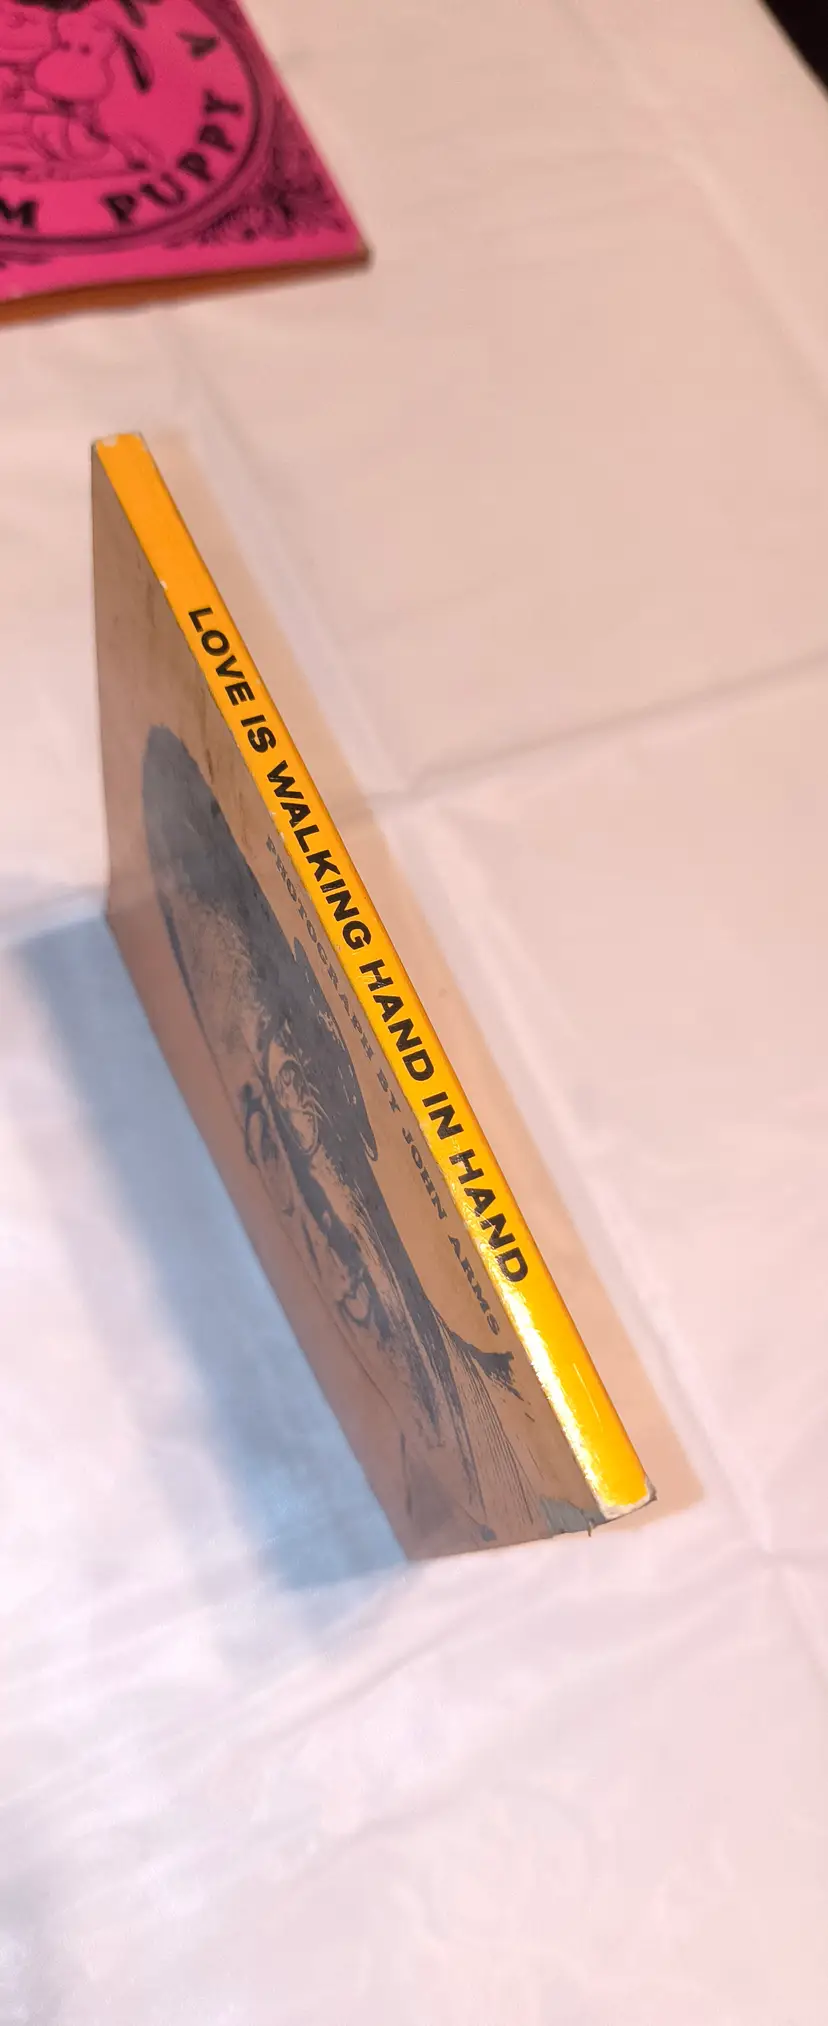 M PUPPY
A
LOVE IS WALKING HAND IN HAND
PHOTOGRAPH BY JOHN ARMS